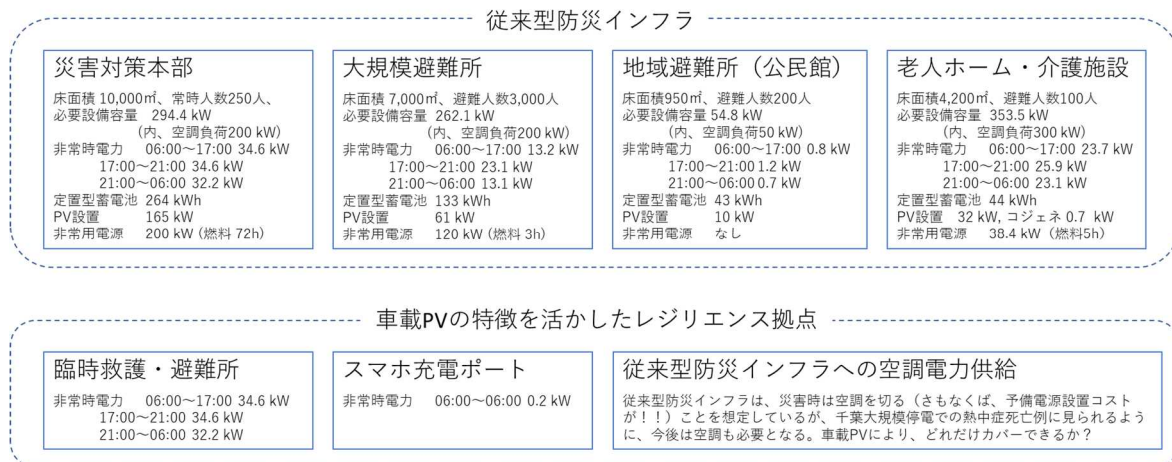 従来型防災インフラ
災害対策本部
床面積 10,000㎡、常時人数250人、
必要設備容量 294.4 kW
(内、空調負荷200 kW)
非常時電力 06:00～17:00 34.6 kW
17:00～21:00 34.6 kW
21:00～06:00 32.2 kW
定置型蓄電池 264 kWh
PV設置 165 kW
非常用電源 200 kW (燃料 72h)
大規模避難所
床面積 7,000㎡、避難人数3,000人
必要設備容量 262.1 kW
(内、空調負荷200 kW)
非常時電力 06:00～17:00 13.2 kW
17:00～21:00 23.1 kW
21:00～06:00 13.1 kW
定置型蓄電池 133 kWh
PV設置 61 kW
非常用電源 120 kW (燃料 3h)
地域避難所（公民館）
床面積950㎡、避難人数200人
必要設備容量 54.8 kW
(内、空調負荷50 kW)
非常時電力 06:00～17:00 0.8 kW
17:00～21:00 1.2 kW
21:00～06:00 0.7 kW
定置型蓄電池 43 kWh
PV設置 10 kW
非常用電源 なし
老人ホーム・介護施設
床面積4,200㎡、避難人数100人
必要設備容量 353.5 kW
(内、空調負荷300 kW)
非常時電力 06:00～17:00 23.7 kW
17:00～21:00 25.9 kW
21:00～06:00 23.1 kW
定置型蓄電池 44 kWh
PV設置 32 kW, コジェネ 0.7 kW
非常用電源 38.4 kW（燃料5h）
車載PVの特徴を活かしたレジリエンス拠点
臨時救護・避難所
非常時電力 06:00～17:00 34.6 kW
17:00～21:00 34.6 kW
21:00～06:00 32.2 kW
スマホ充電ポート
非常時電力 06:00～06:00 0.2 kW
従来型防災インフラへの空調電力供給
従来型防災インフラは、災害時は空調を切る（さもなくば、予備電源設置コスト
が！！）ことを想定しているが、千葉大規模停電での熱中症死亡例に見られるよう
に、今後は空調も必要となる。車載PVにより、どれだけカバーできるか？